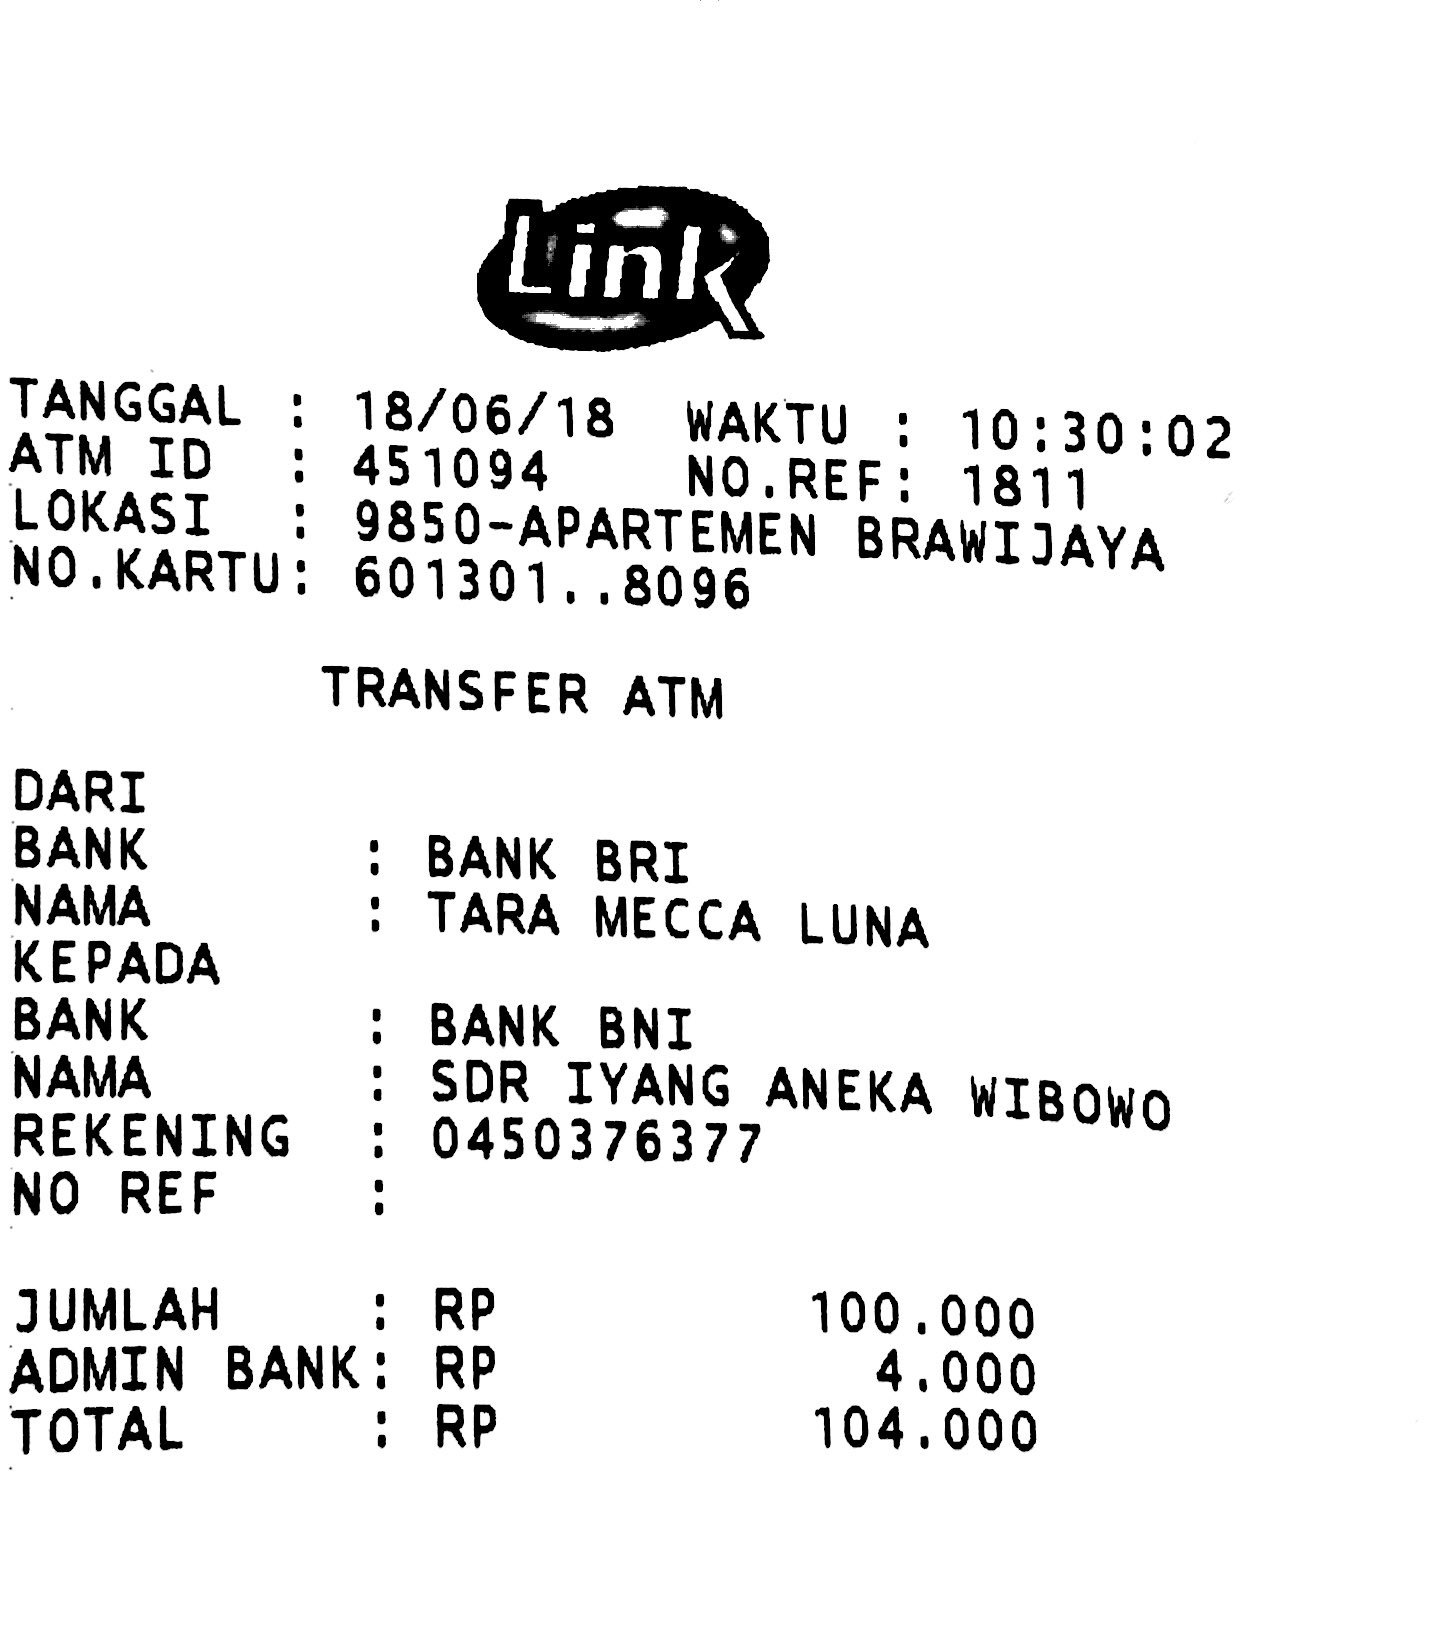 Link
TANGGAL : 18/06/18 WAKTU : 10:30:02
ATM ID : 451094 NO.REF: 1811
LOKASI : 9850-APARTEMEN BRAWIJAYA
NO.KARTU: 601301..8096
TRANSFER ATM
DARI
BANK : BANK BRI
NAMA : TARA MECCA LUNA
KEPADA
BANK : BANK BNI
NAMA : SDR IYANG ANEKA WIBOWO
REKENING : 0450376377
NO REF :
JUMLAH : RP 100.000
ADMIN BANK: RP 4.000
TOTAL : RP 104.000